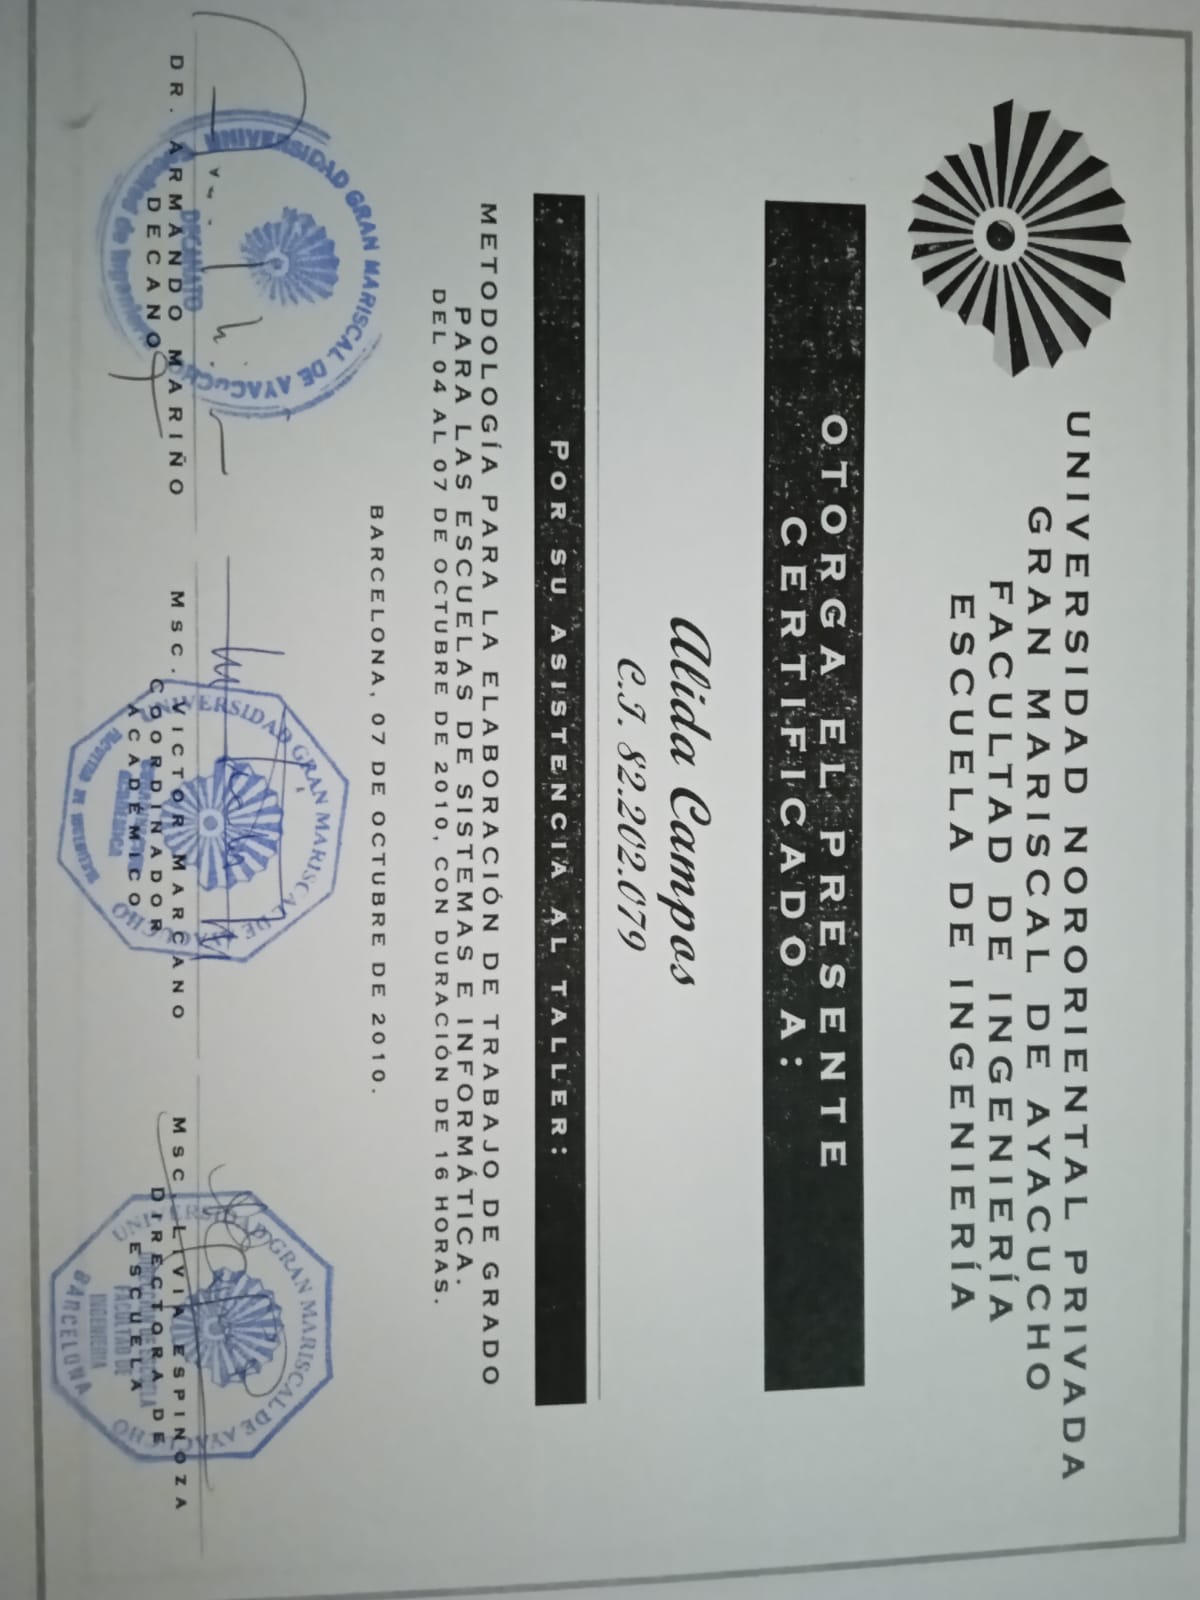 UNIVERSIDAD NORORIENTAL PRIVADA
GRAN MARISCAL DE AYACUCHO
FACULTAD DE INGENIERÍA
ESCUELA DE INGENIERÍA
OTORGA EL PRESENTE
CERTIFICADO A:
Alida Campos
C.I. 82.202.079
POR SU ASISTENCIA AL TALLER:
METODOLOGÍA PARA LA ELABORACIÓN DE TRABAJO DE GRADO
PARA LAS ESCUELAS DE SISTEMAS E INFORMÁTICA.
DEL 04 AL 07 DE OCTUBRE DE 2010, CON DURACIÓN DE 16 HORAS.
BARCELONA, 07 DE OCTUBRE DE 2010.
UNIVERSIDAD GRAN MARISCAL DE AYACUCHO
DECANATO
Facultad de Ingeniería
DR. ARMANDO MARIÑO
DECANO
UNIVERSIDAD GRAN MARISCAL DE AYACUCHO
COORDINACION
ACADEMICA
FACULTAD DE INGENIERIA
MSC. VICTOR MARCANO
COORDINADOR
ACADÉMICO
UNIVERSIDAD GRAN MARISCAL DE AYACUCHO
DIRECCION DE ESCUELA
FACULTAD DE
INGENIERIA
BARCELONA
MSC. LIVIA ESPINOZA
DIRECTORA DE
ESCUELA